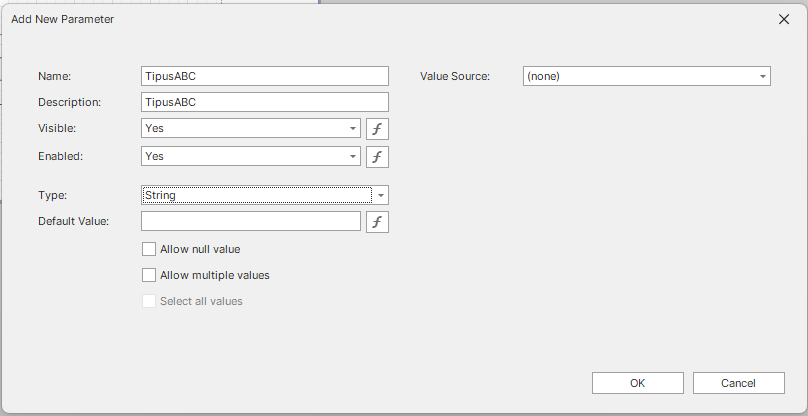 Add New Parameter
Name: TipusABC Value Source: (none)
Description: TipusABC
Visible: Yes
Enabled: Yes
Type: String
Default Value:
Allow null value
Allow multiple values
Select all values
OK Cancel